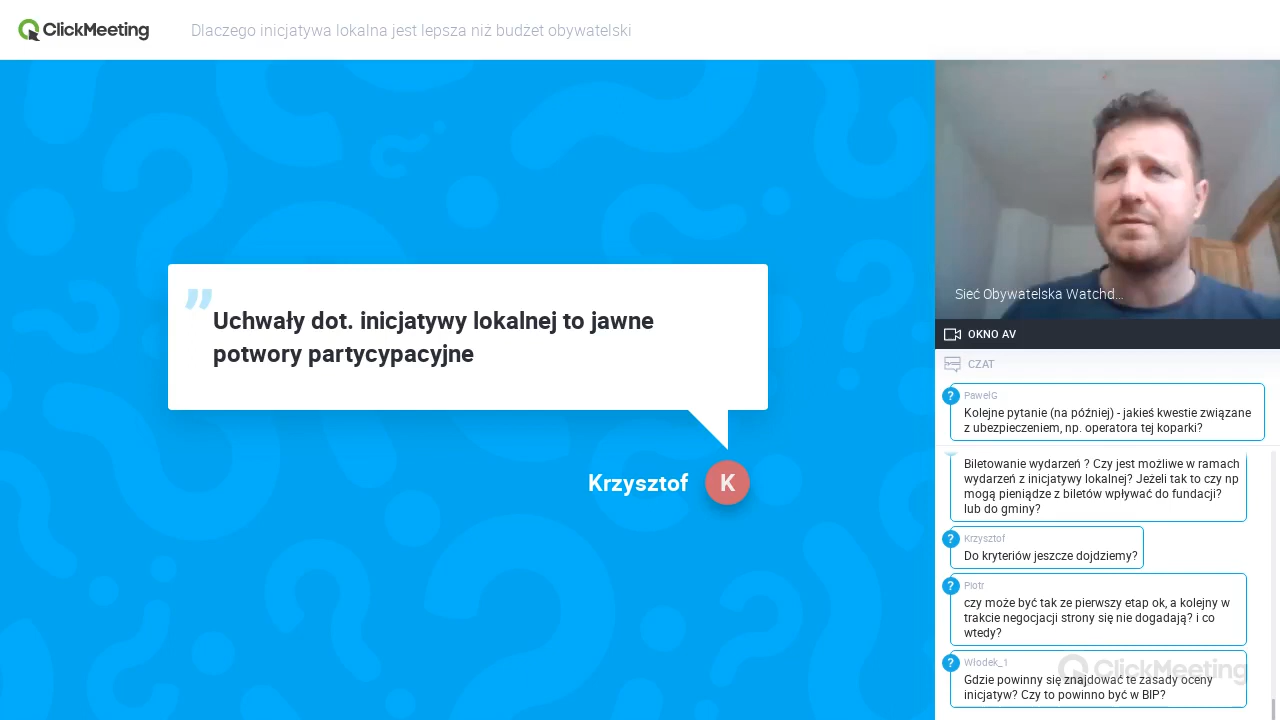 ClickMeeting
Dlaczego inicjatywa lokalna jest lepsza niż budżet obywatelski
Uchwały dot. inicjatywy lokalnej to jawne
potwory partycypacyjne
Krzysztof
K
Sieć Obywatelska Watchd...
OKNO AV
CZAT
?
PawełG
Kolejne pytanie (na później) - jakieś kwestie związane
z ubezpieczeniem, np. operatora tej koparki?
Biletowanie wydarzeń ? Czy jest możliwe w ramach
wydarzeń z inicjatywy lokalnej? Jeżeli tak to czy np
mogą pieniądze z biletów wpływać do fundacji?
lub do gminy?
?
Krzysztof
Do kryteriów jeszcze dojdziemy?
?
Piotr
czy może być tak ze pierwszy etap ok, a kolejny w
trakcie negocjacji strony się nie dogadają? i co
wtedy?
?
Włodek_1
ClickMeeting
Gdzie powinny się znajdować te zasady oceny
inicjatyw? Czy to powinno być w BIP?